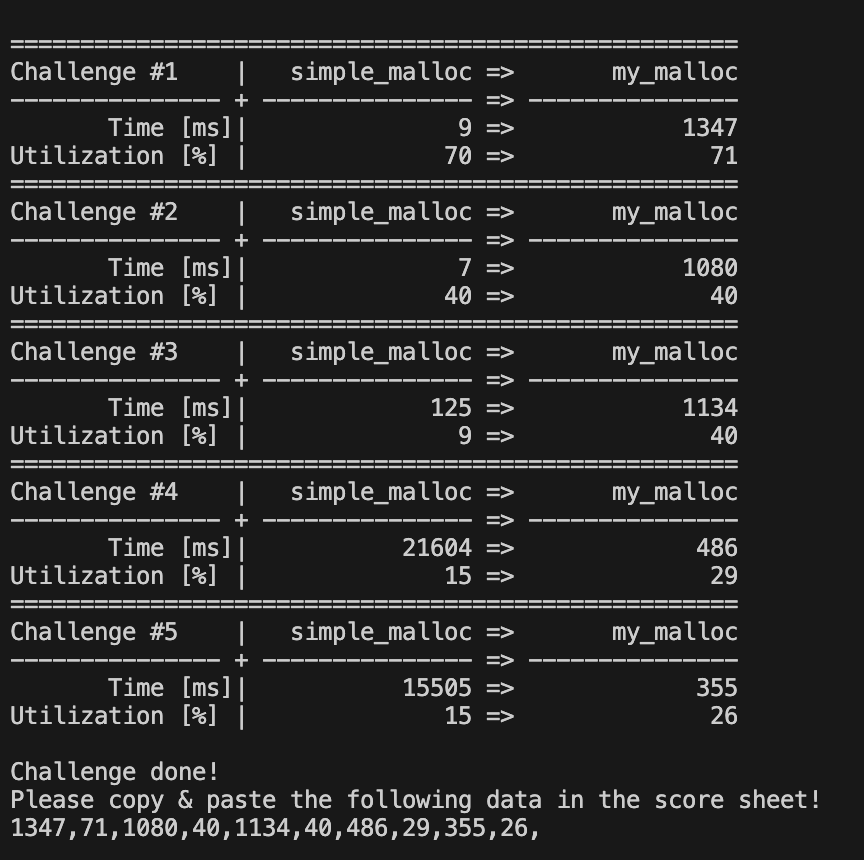 ====================================================
Challenge #1    |   simple_malloc =>       my_malloc
--------------- + --------------- => ---------------
       Time [ms]|               9 =>            1347
Utilization [%] |              70 =>              71
====================================================
Challenge #2    |   simple_malloc =>       my_malloc
--------------- + --------------- => ---------------
       Time [ms]|               7 =>            1080
Utilization [%] |              40 =>              40
====================================================
Challenge #3    |   simple_malloc =>       my_malloc
--------------- + --------------- => ---------------
       Time [ms]|             125 =>            1134
Utilization [%] |               9 =>              40
====================================================
Challenge #4    |   simple_malloc =>       my_malloc
--------------- + --------------- => ---------------
       Time [ms]|           21604 =>             486
Utilization [%] |              15 =>              29
====================================================
Challenge #5    |   simple_malloc =>       my_malloc
--------------- + --------------- => ---------------
       Time [ms]|           15505 =>             355
Utilization [%] |              15 =>              26

Challenge done!
Please copy & paste the following data in the score sheet!
1347,71,1080,40,1134,40,486,29,355,26,